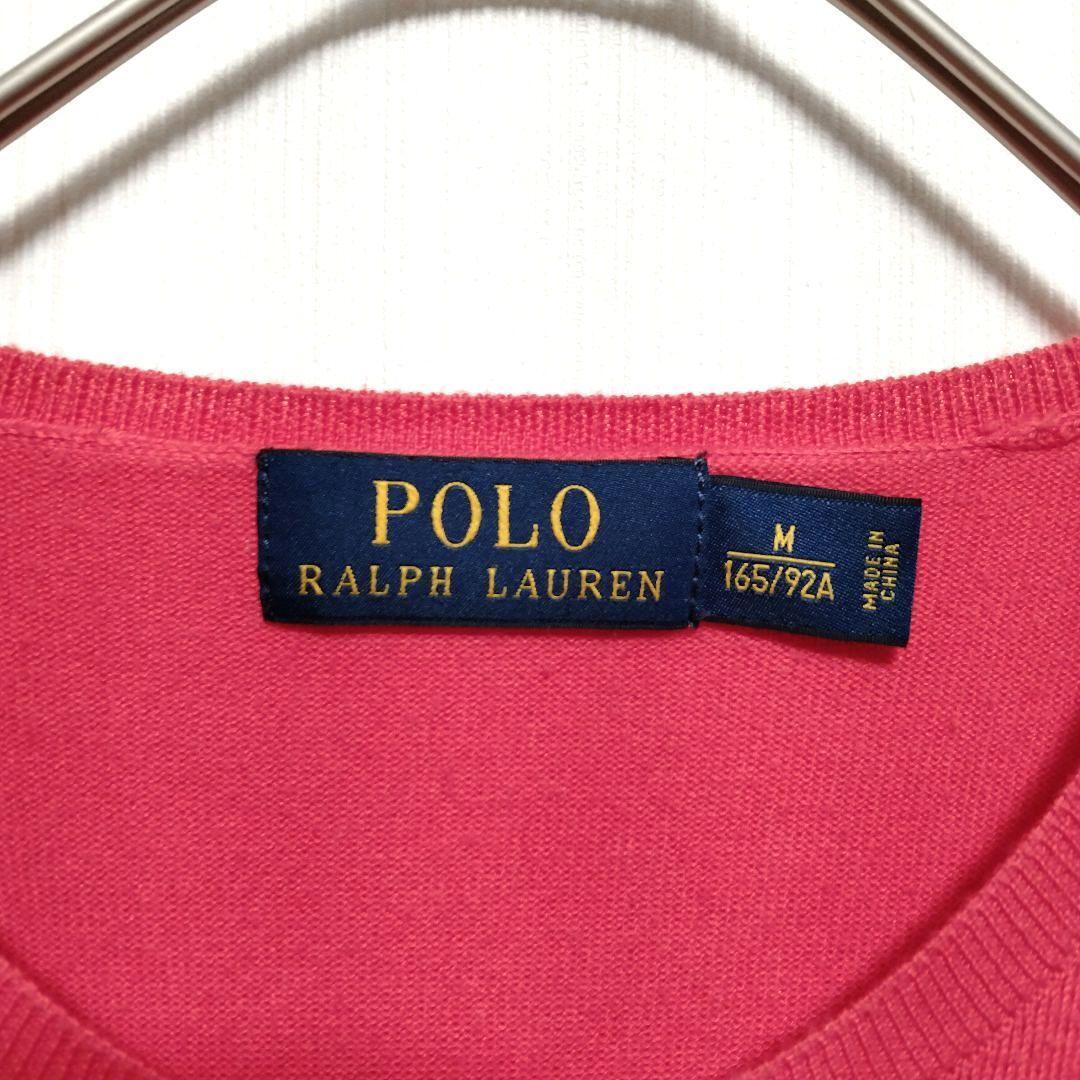 POLO
RALPH LAUREN
M
165/92A
MADE IN
CHINA